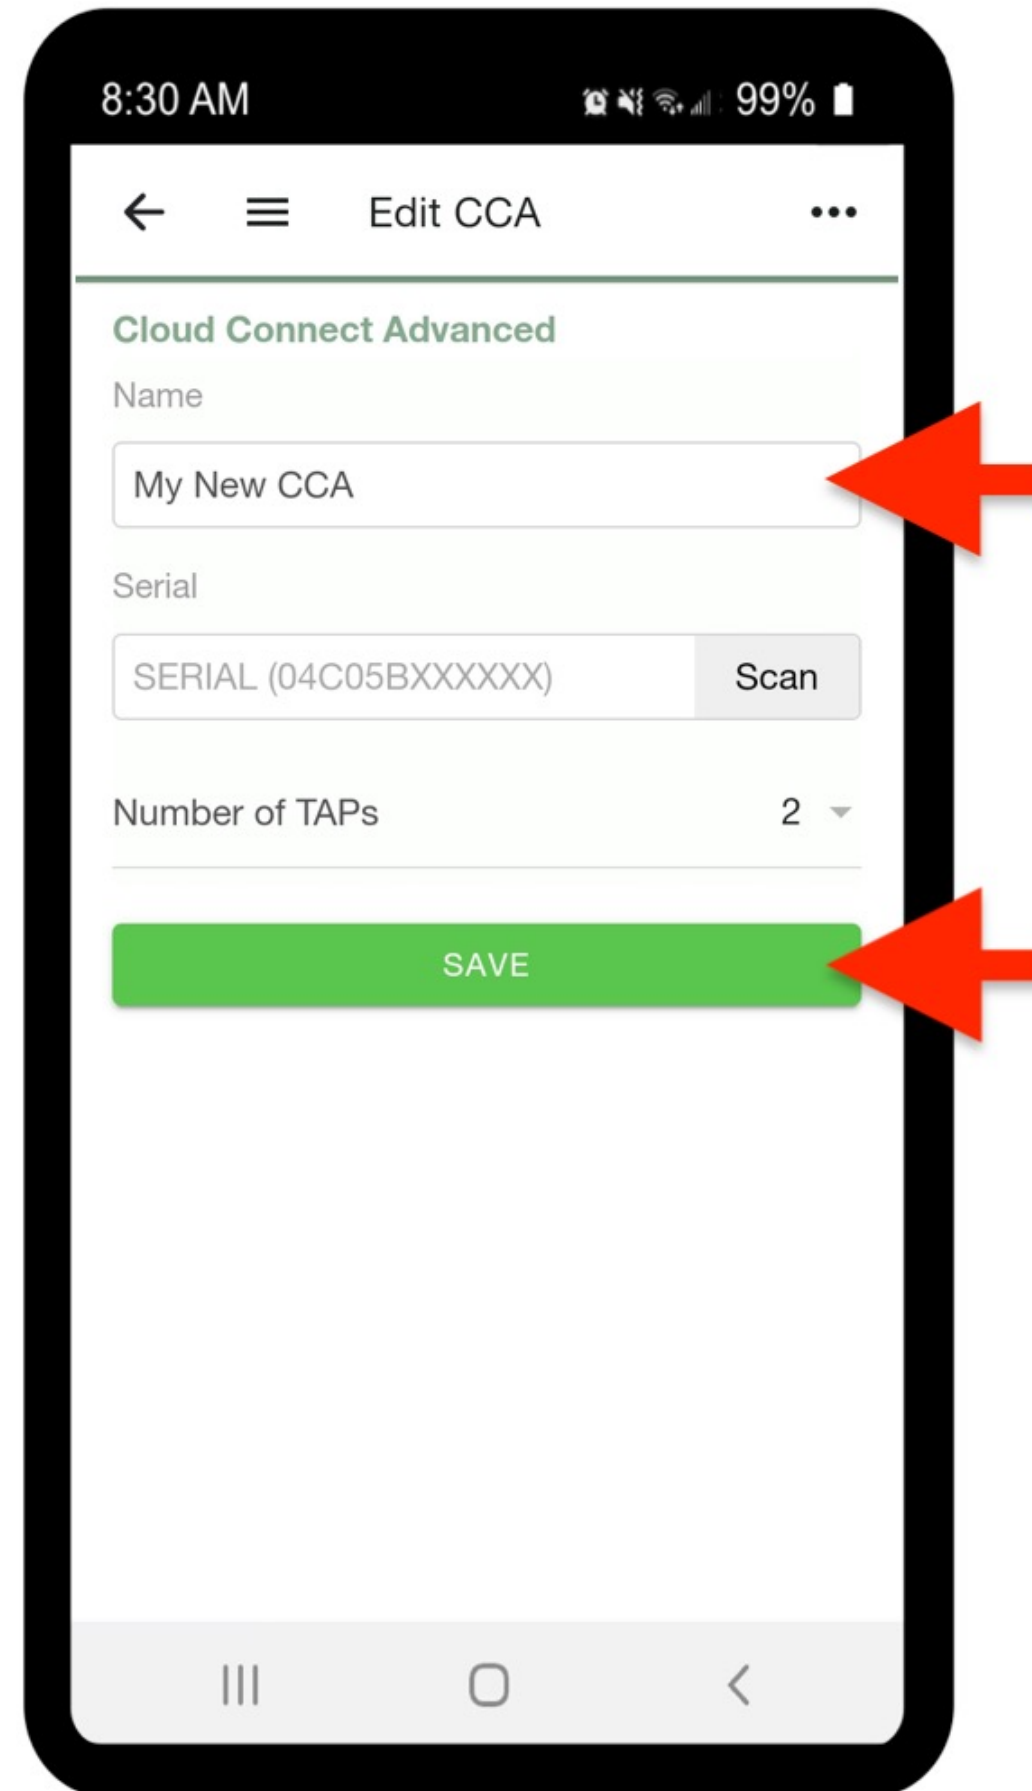 8:30 AM 99%
Edit CCA
Cloud Connect Advanced
Name
My New CCA
Serial
SERIAL (04C05BXXXXXX) Scan
Number of TAPs 2
SAVE